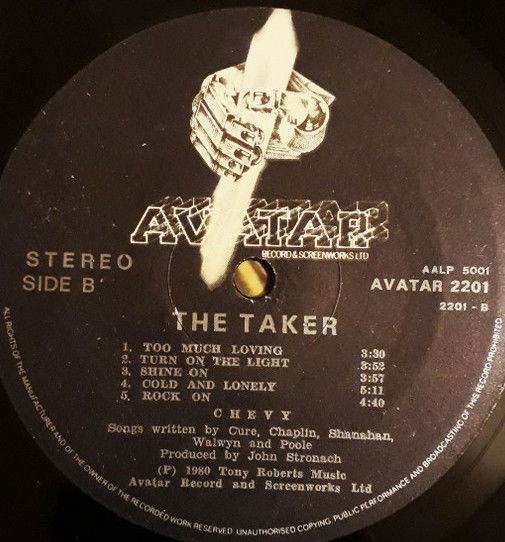 AVATAR
RECORD & SCREENWORKS LTD
STEREO
SIDE B
AALP 5001
AVATAR 2201
2201 - B
THE TAKER
1. TOO MUCH LOVING 3:30
2. TURN ON THE LIGHT 3:52
3. SHINE ON 3:57
4. COLD AND LONELY 5:11
5. ROCK ON 4:40
CHEVY
Songs written by Cure, Chaplin, Shanahan,
Walwyn and Poole
Produced by John Stronach
(P) 1980 Tony Roberts Music
Avatar Record and Screenworks Ltd
ALL RIGHTS OF THE MANUFACTURER AND OF THE OWNER OF THE RECORDED WORK RESERVED. UNAUTHORISED COPYING, PUBLIC PERFORMANCE AND BROADCASTING OF THIS RECORD PROHIBITED.